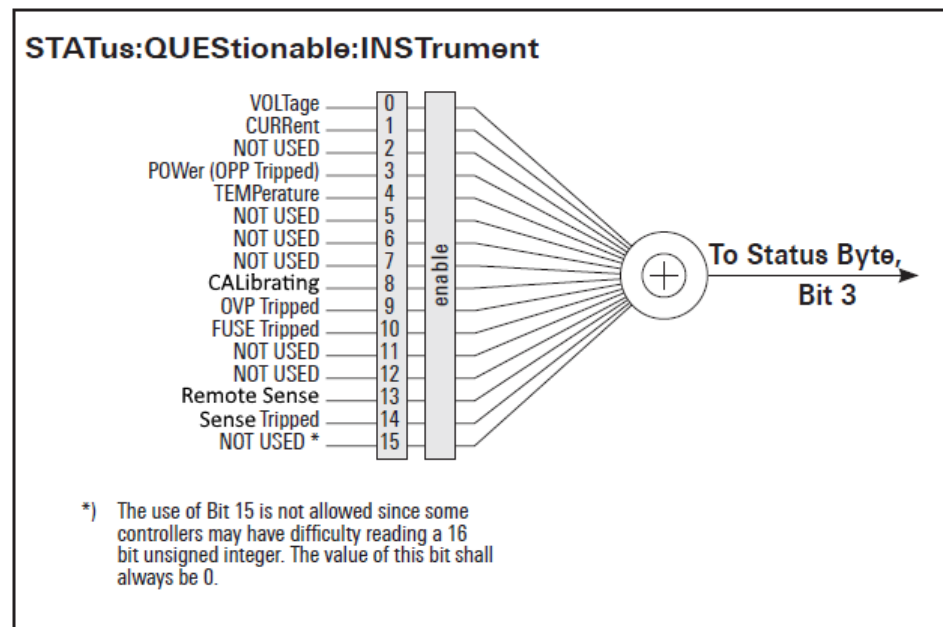 STATus:QUEStionable:INSTrument
VOLTage 0
CURRent 1
NOT USED 2
POWer (OPP Tripped) 3
TEMPerature 4
NOT USED 5
NOT USED 6
NOT USED 7
CALibrating 8
OVP Tripped 9
FUSE Tripped 10
NOT USED 11
NOT USED 12
Remote Sense 13
Sense Tripped 14
NOT USED * 15
enable
+
To Status Byte,
Bit 3
*) The use of Bit 15 is not allowed since some
controllers may have difficulty reading a 16
bit unsigned integer. The value of this bit shall
always be 0.